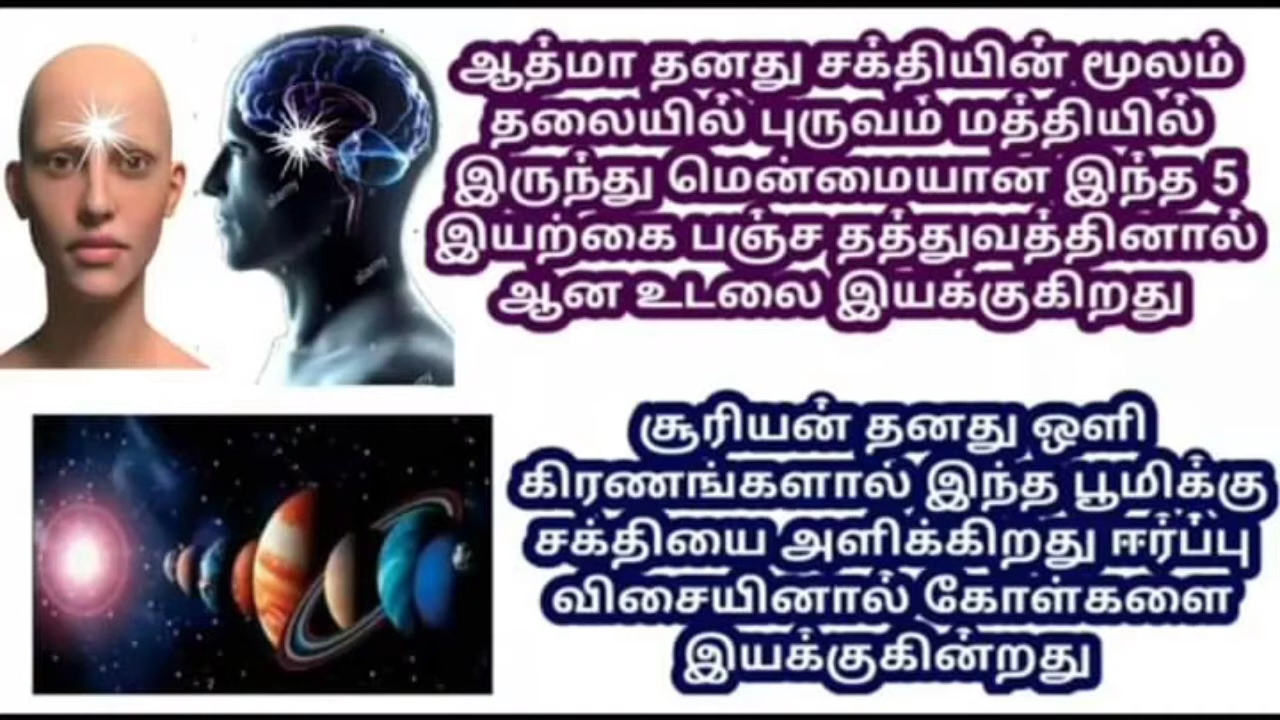 ஆத்மா தனது சக்தியின் மூலம்
தலையில் புருவம் மத்தியில்
இருந்து மென்மையான இந்த 5
இயற்கை பஞ்ச தத்துவத்தினால்
ஆன உடலை இயக்குகிறது
சூரியன் தனது ஒளி
கிரணங்களால் இந்த பூமிக்கு
சக்தியை அளிக்கிறது ஈர்ப்பு
விசையினால் கோள்களை
இயக்குகின்றது